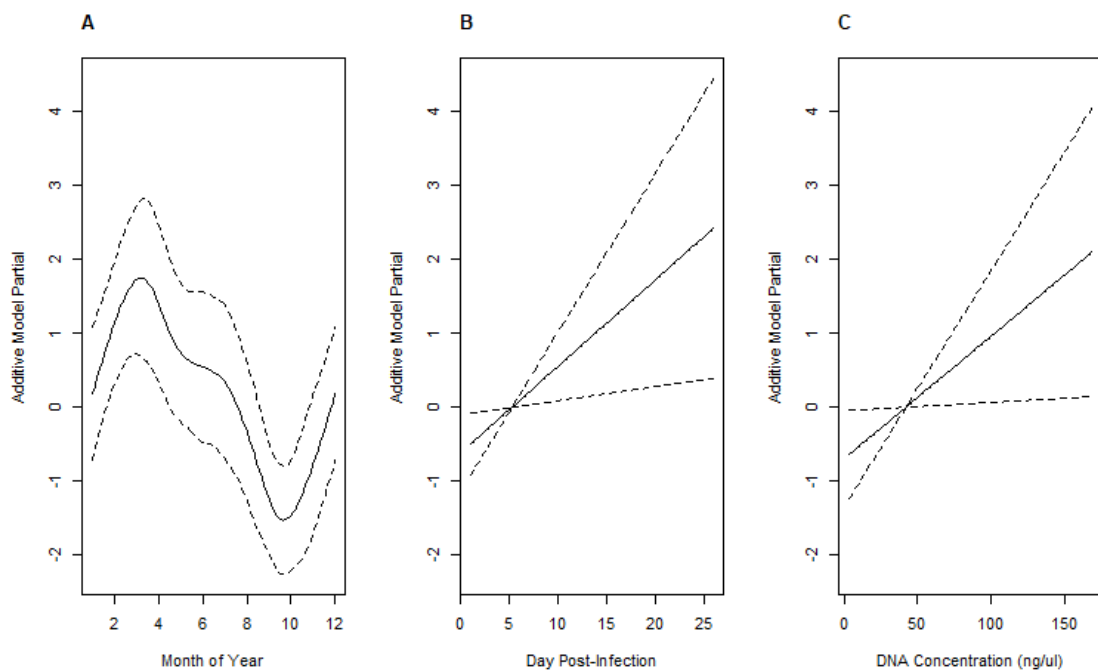 A
B
C
Additive Model Partial
4
3
2
1
0
-1
-2
2 4 6 8 10 12
Month of Year
Additive Model Partial
4
3
2
1
0
-1
-2
0 5 10 15 20 25
Day Post-Infection
Additive Model Partial
4
3
2
1
0
-1
-2
0 50 100 150
DNA Concentration (ng/ul)